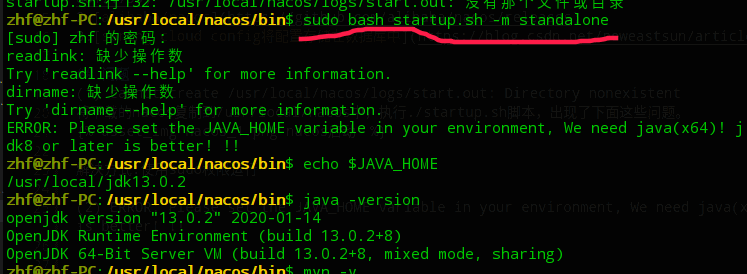 startup.sh:行132: /usr/local/nacos/logs/start.out: 没有那个文件或目录
zhf@zhf-PC:/usr/local/nacos/bin$ sudo bash startup.sh -m standalone
[sudo] zhf 的密码:
readlink: 缺少操作数
Try 'readlink --help' for more information.
dirname: 缺少操作数
Try 'dirname --help' for more information.
ERROR: Please set the JAVA_HOME variable in your environment, We need java(x64)! j
dk8 or later is better! !!
zhf@zhf-PC:/usr/local/nacos/bin$ echo $JAVA_HOME
/usr/local/jdk13.0.2
zhf@zhf-PC:/usr/local/nacos/bin$ java -version
openjdk version "13.0.2" 2020-01-14
OpenJDK Runtime Environment (build 13.0.2+8)
OpenJDK 64-Bit Server VM (build 13.0.2+8, mixed mode, sharing)
zhf@zhf-PC:/usr/local/nacos/bin$ mvn -v